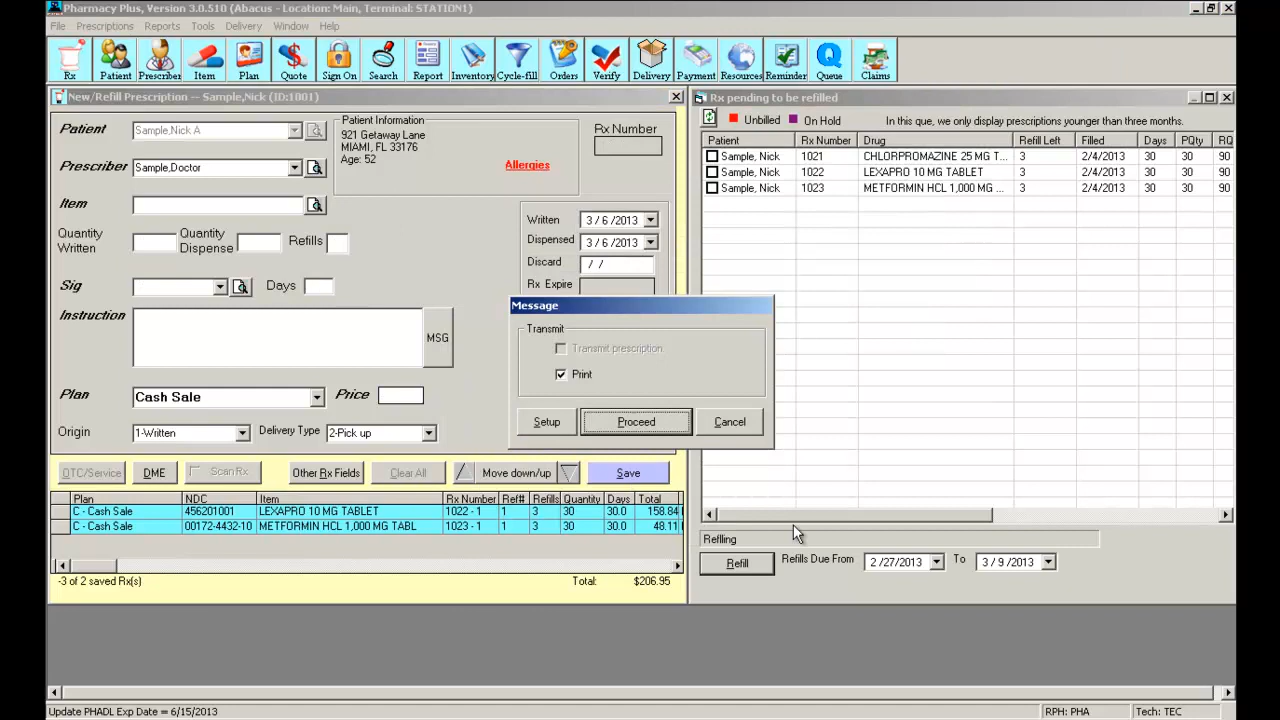 Pharmacy Plus, Version 3.0.510 (Abacus - Location: Main, Terminal: STATION1)
File Prescriptions Reports Tools Delivery Window Help
Rx Patient Prescriber Item Plan Quote Sign On Search Report Inventory Cycle-fill Orders Verify Delivery Payment Resources Reminder Queue Claims
New/Refill Prescription -- Sample,Nick (ID:1001)
Patient Sample,Nick A
Patient Information
921 Getaway Lane
MIAMI, FL 33176
Age: 52
Allergies
Rx Number
Prescriber Sample,Doctor
Item
Quantity Written
Quantity Dispense
Refills
Written 3 / 6 /2013
Dispensed 3 / 6 /2013
Discard / /
Rx Expire
Sig
Days
Instruction
MSG
Plan Cash Sale
Price
Origin 1-Written
Delivery Type 2-Pick up
OTC/Service DME Scan Rx Other Rx Fields Clear All Move down/up Save
Plan NDC Item Rx Number Ref# Refills Quantity Days Total
C - Cash Sale 456201001 LEXAPRO 10 MG TABLET 1022 - 1 1 3 30 30.0 158.84
C - Cash Sale 00172-4432-10 METFORMIN HCL 1,000 MG TABL 1023 - 1 1 3 30 30.0 48.11
-3 of 2 saved Rx(s) Total: $206.95
Message
Transmit
Transmit prescription
Print
Setup Proceed Cancel
Rx pending to be refilled
Unbilled On Hold In this que, we only display prescriptions younger than three months.
Patient Rx Number Drug Refill Left Filled Days PQty RQ
Sample, Nick 1021 CHLORPROMAZINE 25 MG T... 3 2/4/2013 30 30 90
Sample, Nick 1022 LEXAPRO 10 MG TABLET 3 2/4/2013 30 30 90
Sample, Nick 1023 METFORMIN HCL 1,000 MG ... 3 2/4/2013 30 30 90
Refiling
Refill Refills Due From 2 /27/2013 To 3 / 9 /2013
Update PHADL Exp Date = 6/15/2013 RPH: PHA Tech: TEC